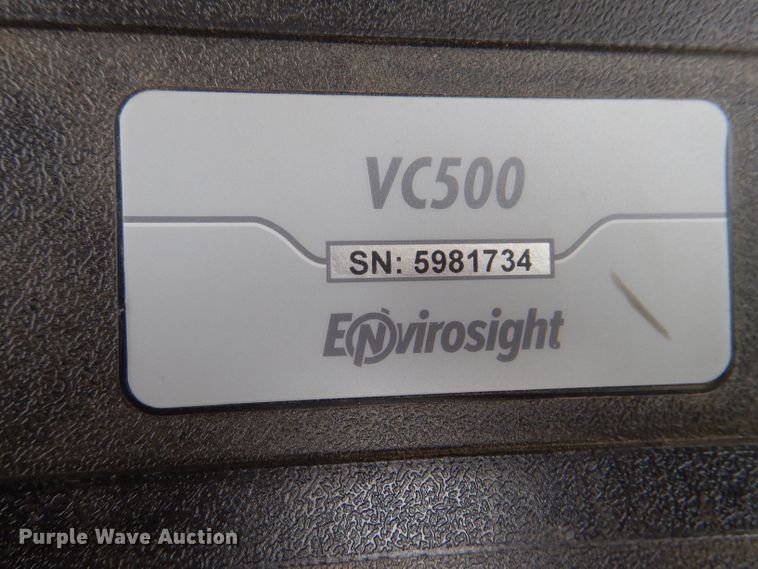 VC500
SN: 5981734
Envirosight
Purple Wave Auction